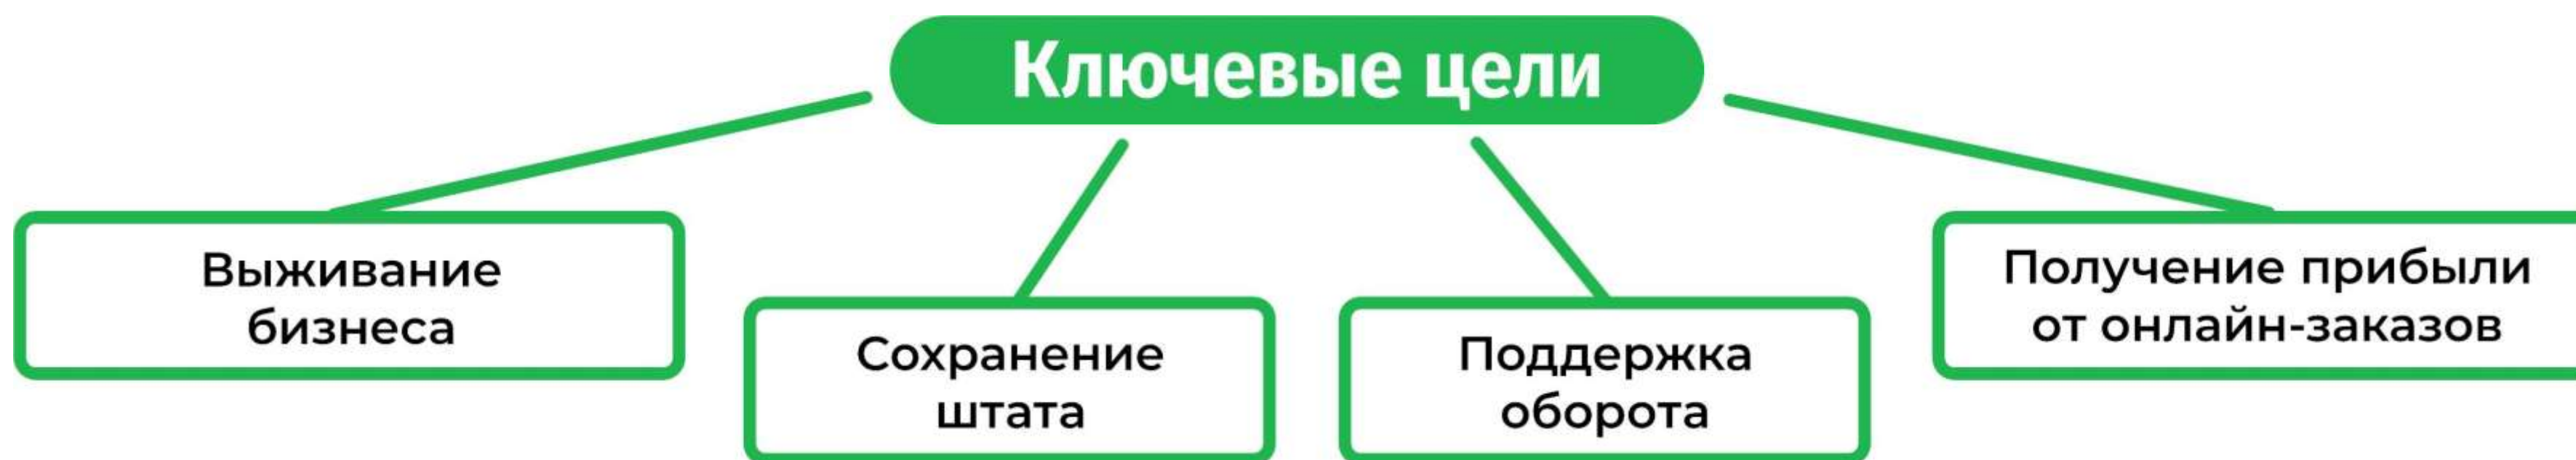 Ключевые цели
Выживание
бизнеса
Сохранение
штата
Поддержка
оборота
Получение прибыли
от онлайн-заказов